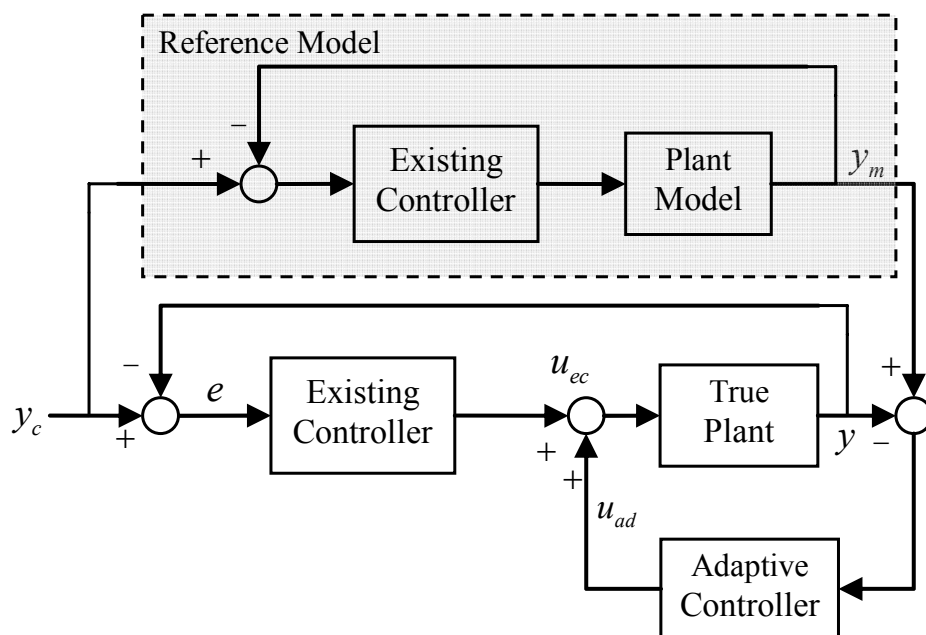 Reference Model
−
+
Existing
Controller
Plant
Model
y_m
−
e
Existing
Controller
u_ec
True
Plant
+
y_c
+
+
+
y
−
u_ad
Adaptive
Controller